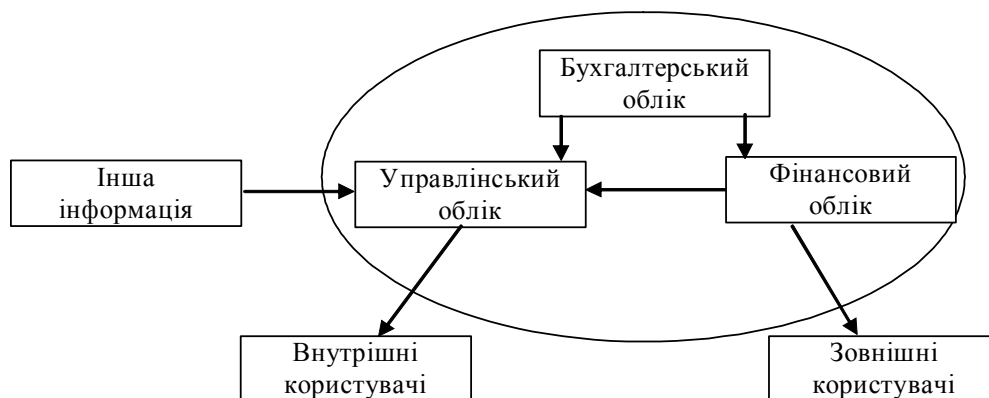 Бухгалтерський
облік
Інша
інформація
Управлінський
облік
Фінансовий
облік
Внутрішні
користувачі
Зовнішні
користувачі